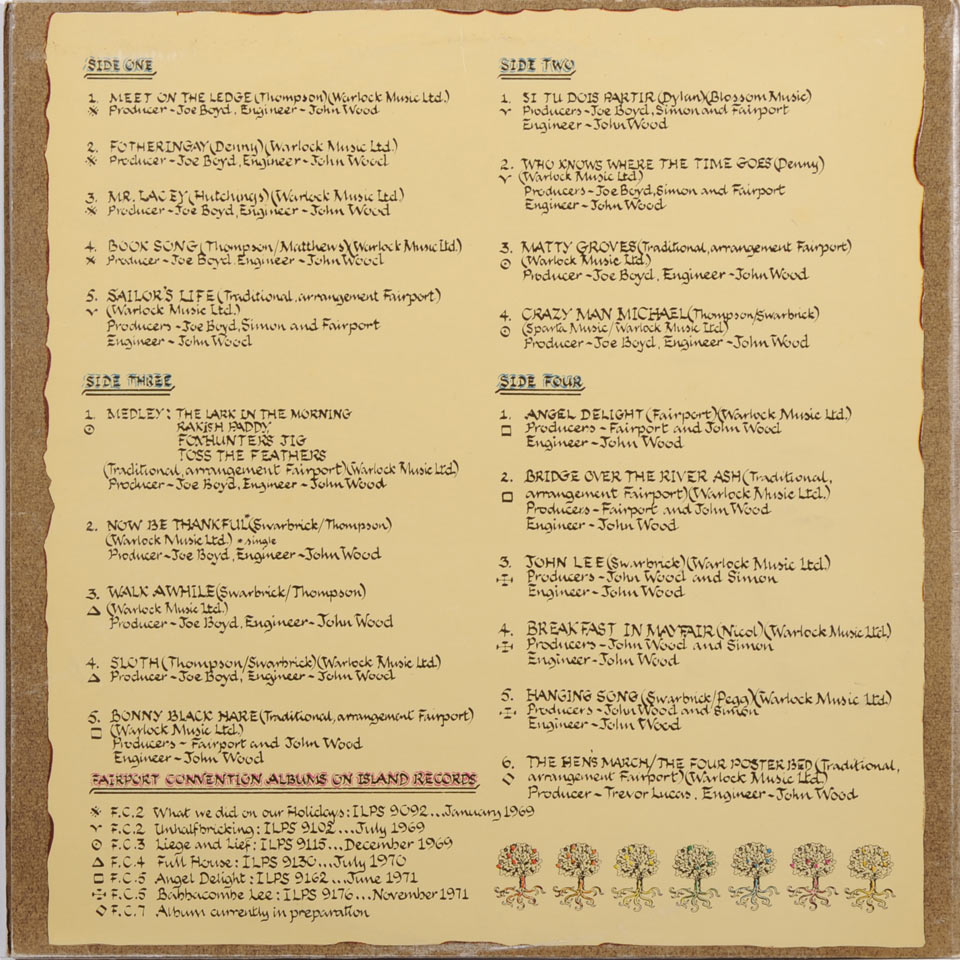 SIDE ONE
1. MEET ON THE LEDGE (Thompson)(Warlock Music Ltd.)
Producer ~ Joe Boyd, Engineer ~ John Wood
2. FOTHERINGAY (Denny)(Warlock Music Ltd.)
Producer ~ Joe Boyd, Engineer ~ John Wood
3. MR. LACEY (Hutchings)(Warlock Music Ltd.)
Producer ~ Joe Boyd, Engineer ~ John Wood
4. BOOK SONG (Thompson/Matthews)(Warlock Music Ltd.)
Producer ~ Joe Boyd, Engineer ~ John Wood
5. SAILOR'S LIFE (Traditional, arrangement Fairport)
(Warlock Music Ltd.)
Producers ~ Joe Boyd, Simon and Fairport
Engineer ~ John Wood
SIDE TWO
1. SI TU DOIS PARTIR (Dylan)(Blossom Music)
Producers ~ Joe Boyd, Simon and Fairport
Engineer ~ John Wood
2. WHO KNOWS WHERE THE TIME GOES (Denny)
(Warlock Music Ltd.)
Producers ~ Joe Boyd, Simon and Fairport
Engineer ~ John Wood
3. MATTY GROVES (Traditional, arrangement Fairport)
(Warlock Music Ltd.)
Producer ~ Joe Boyd, Engineer ~ John Wood
4. CRAZY MAN MICHAEL (Thompson/Swarbrick)
(Sparta Music/Warlock Music Ltd)
Producer ~ Joe Boyd, Engineer ~ John Wood
SIDE THREE
1. MEDLEY: THE LARK IN THE MORNING
RAKISH PADDY
FOXHUNTERS JIG
TOSS THE FEATHERS
(Traditional, arrangement Fairport)(Warlock Music Ltd.)
Producer ~ Joe Boyd, Engineer ~ John Wood
2. NOW BE THANKFUL* (Swarbrick/Thompson)
(Warlock Music Ltd.) * single
Producer ~ Joe Boyd, Engineer ~ John Wood
3. WALK AWHILE (Swarbrick/Thompson)
(Warlock Music Ltd.)
Producer ~ Joe Boyd, Engineer ~ John Wood
4. SLOTH (Thompson/Swarbrick)(Warlock Music Ltd.)
Producer ~ Joe Boyd, Engineer ~ John Wood
5. BONNY BLACK HARE (Traditional, arrangement Fairport)
(Warlock Music Ltd.)
Producers ~ Fairport and John Wood
Engineer ~ John Wood
SIDE FOUR
1. ANGEL DELIGHT (Fairport)(Warlock Music Ltd.)
Producers ~ Fairport and John Wood
Engineer ~ John Wood
2. BRIDGE OVER THE RIVER ASH (Traditional,
arrangement Fairport)(Warlock Music Ltd.)
Producers ~ Fairport and John Wood
Engineer ~ John Wood
3. JOHN LEE (Swarbrick)(Warlock Music Ltd.)
Producers ~ John Wood and Simon
Engineer ~ John Wood
4. BREAKFAST IN MAYFAIR (Nicol)(Warlock Music Ltd)
Producers ~ John Wood and Simon
Engineer ~ John Wood
5. HANGING SONG (Swarbrick/Pegg)(Warlock Music Ltd)
Producers ~ John Wood and Simon
Engineer ~ John Wood
6. THE HEN'S MARCH/THE FOUR POSTER BED (Traditional,
arrangement Fairport)(Warlock Music Ltd.)
Producer ~ Trevor Lucas, Engineer ~ John Wood
FAIRPORT CONVENTION ALBUMS ON ISLAND RECORDS
F.C.2 What we did on our Holidays: ILPS 9092...January 1969
F.C.2 Unhalfbricking: ILPS 9102...July 1969
F.C.3 Liege and Lief: ILPS 9115...December 1969
F.C.4 Full House: ILPS 9130...July 1970
F.C.5 Angel Delight: ILPS 9162...June 1971
F.C.5 Babbacombe Lee: ILPS 9176...November 1971
F.C.7 Album currently in preparation